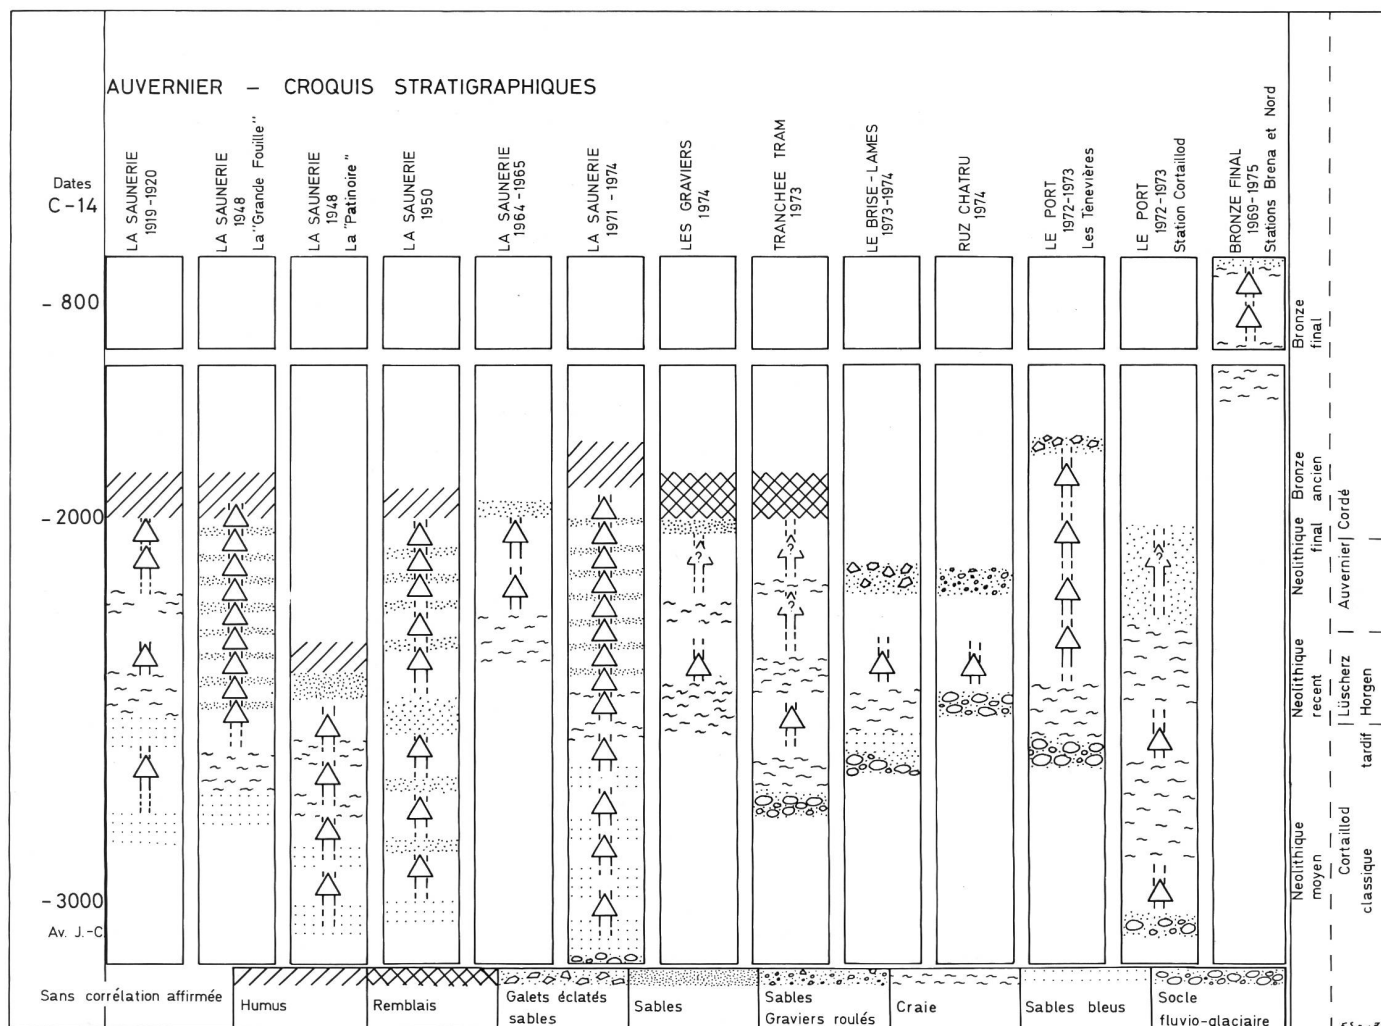 AUVERNIER – CROQUIS STRATIGRAPHIQUES
Dates
C-14
LA SAUNERIE
1919-1920
LA SAUNERIE
1948
La "Grande Fouille"
LA SAUNERIE
1948
La "Patinoire"
LA SAUNERIE
1950
LA SAUNERIE
1964-1965
LA SAUNERIE
1971-1974
LES GRAVIERS
1974
TRANCHEE TRAM
1973
LE BRISE-LAMES
1973-1974
RUZ CHATRU
1974
LE PORT
1972-1973
Les Ténevières
LE PORT
1972-1973
Station Cortaillod
BRONZE FINAL
1969-1975
Stations Brena et Nord
- 800
Bronze
final
- 2000
Bronze
ancien
Cordé
Neolithique
final
Auvernier
?
?
?
?
Neolithique
recent
Lüscherz
Horgen
tardif
Neolithique
moyen
Cortaillod
classique
- 3000
Av. J.-C.
Sans corrélation affirmée
Humus
Remblais
Galets éclatés
sables
Sables
Sables
Graviers roulés
Craie
Sables bleus
Socle
fluvio-glaciaire